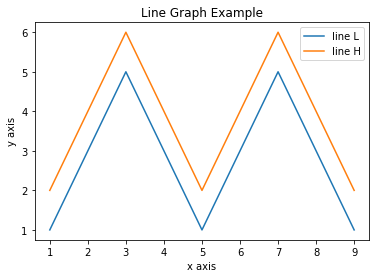 Line Graph Example
line L
line H
y axis
6
5
4
3
2
1
1 2 3 4 5 6 7 8 9
x axis